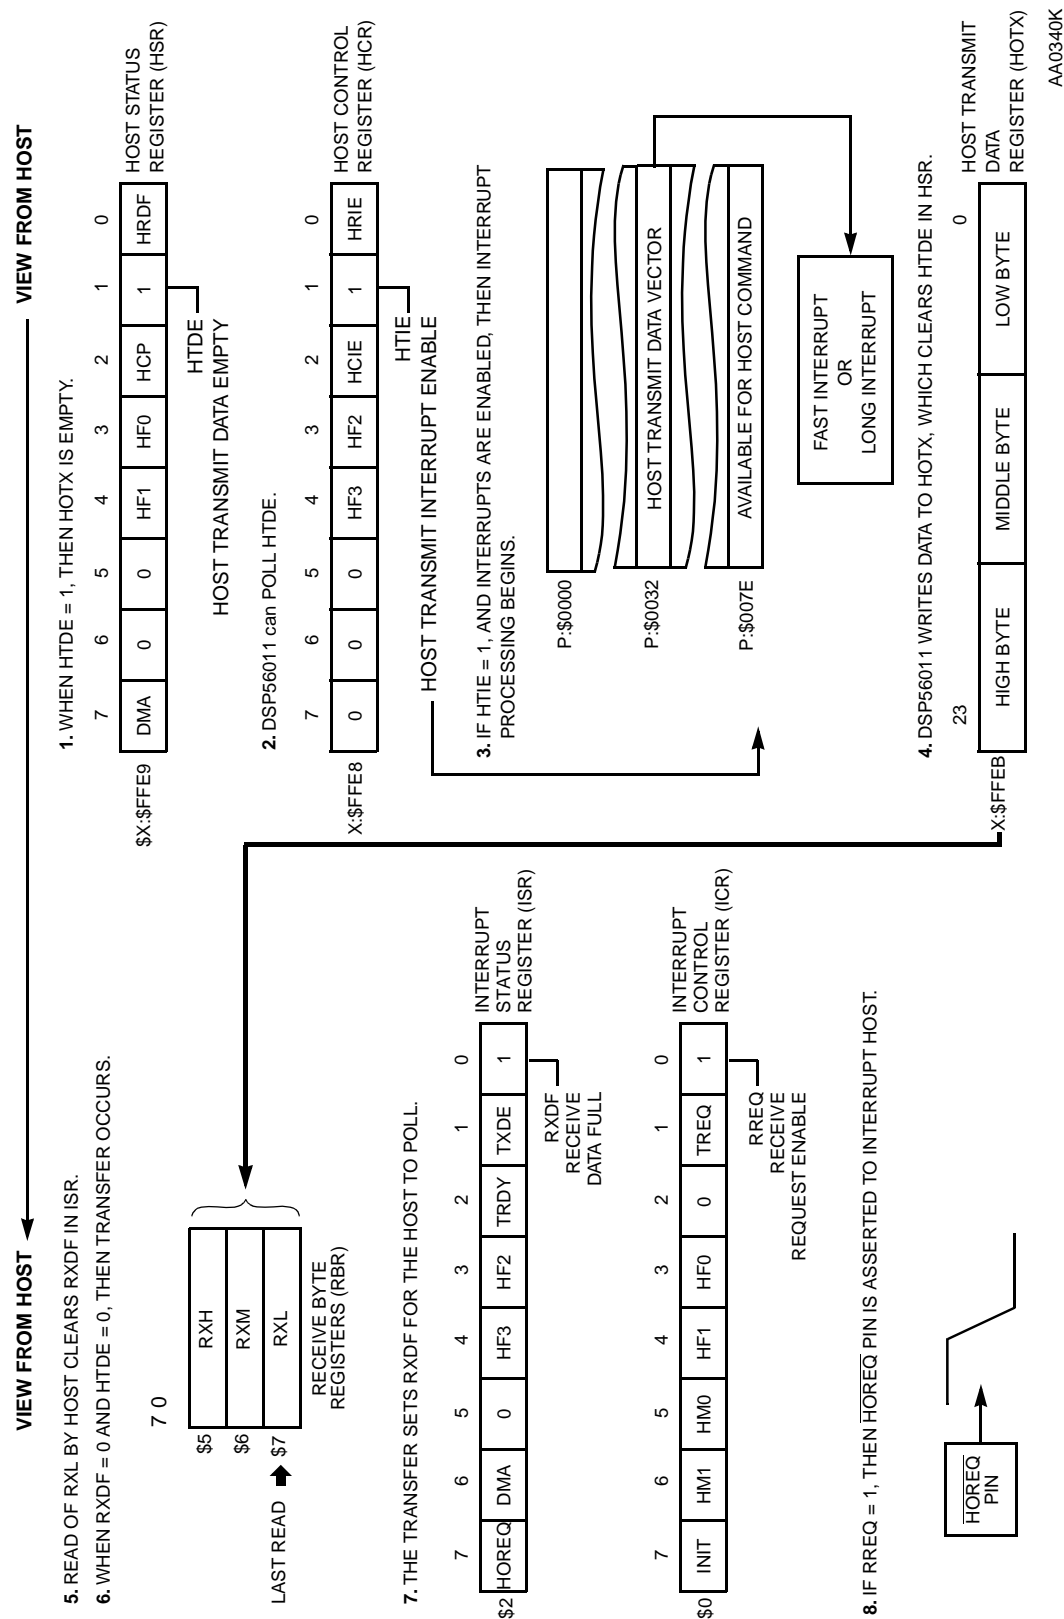 VIEW FROM HOST
VIEW FROM HOST
5. READ OF RXL BY HOST CLEARS RXDF IN ISR.
6. WHEN RXDF = 0 AND HTDE = 0, THEN TRANSFER OCCURS.
7 0
$5 RXH
$6 RXM
LAST READ $7 RXL
RECEIVE BYTE
REGISTERS (RBR)
7. THE TRANSFER SETS RXDF FOR THE HOST TO POLL.
7 6 5 4 3 2 1 0
$2 HOREQ DMA 0 HF3 HF2 TRDY TXDE 1
INTERRUPT
STATUS
REGISTER (ISR)
RXDF
RECEIVE
DATA FULL
7 6 5 4 3 2 1 0
$0 INIT HM1 HM0 HF1 HF0 0 TREQ 1
INTERRUPT
CONTROL
REGISTER (ICR)
RREQ
RECEIVE
REQUEST ENABLE
8. IF RREQ = 1, THEN HOREQ PIN IS ASSERTED TO INTERRUPT HOST.
HOREQ
PIN
1. WHEN HTDE = 1, THEN HOTX IS EMPTY.
7 6 5 4 3 2 1 0
$X:$FFE9 DMA 0 0 HF1 HF0 HCP 1 HRDF
HOST STATUS
REGISTER (HSR)
HTDE
HOST TRANSMIT DATA EMPTY
2. DSP56011 can POLL HTDE.
7 6 5 4 3 2 1 0
X:$FFE8 0 0 0 HF3 HF2 HCIE 1 HRIE
HOST CONTROL
REGISTER (HCR)
HTIE
HOST TRANSMIT INTERRUPT ENABLE
3. IF HTIE = 1, AND INTERRUPTS ARE ENABLED, THEN INTERRUPT
PROCESSING BEGINS.
P:$0000
P:$0032 HOST TRANSMIT DATA VECTOR
P:$007E AVAILABLE FOR HOST COMMAND
FAST INTERRUPT
OR
LONG INTERRUPT
4. DSP56011 WRITES DATA TO HOTX, WHICH CLEARS HTDE IN HSR.
23 0
X:$FFEB HIGH BYTE MIDDLE BYTE LOW BYTE
HOST TRANSMIT
DATA
REGISTER (HOTX)
AA0340K